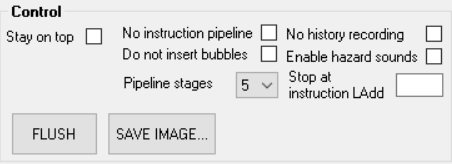 Control
Stay on top
No instruction pipeline
No history recording
Do not insert bubbles
Enable hazard sounds
Pipeline stages
5
Stop at
instruction LAdd
FLUSH
SAVE IMAGE...